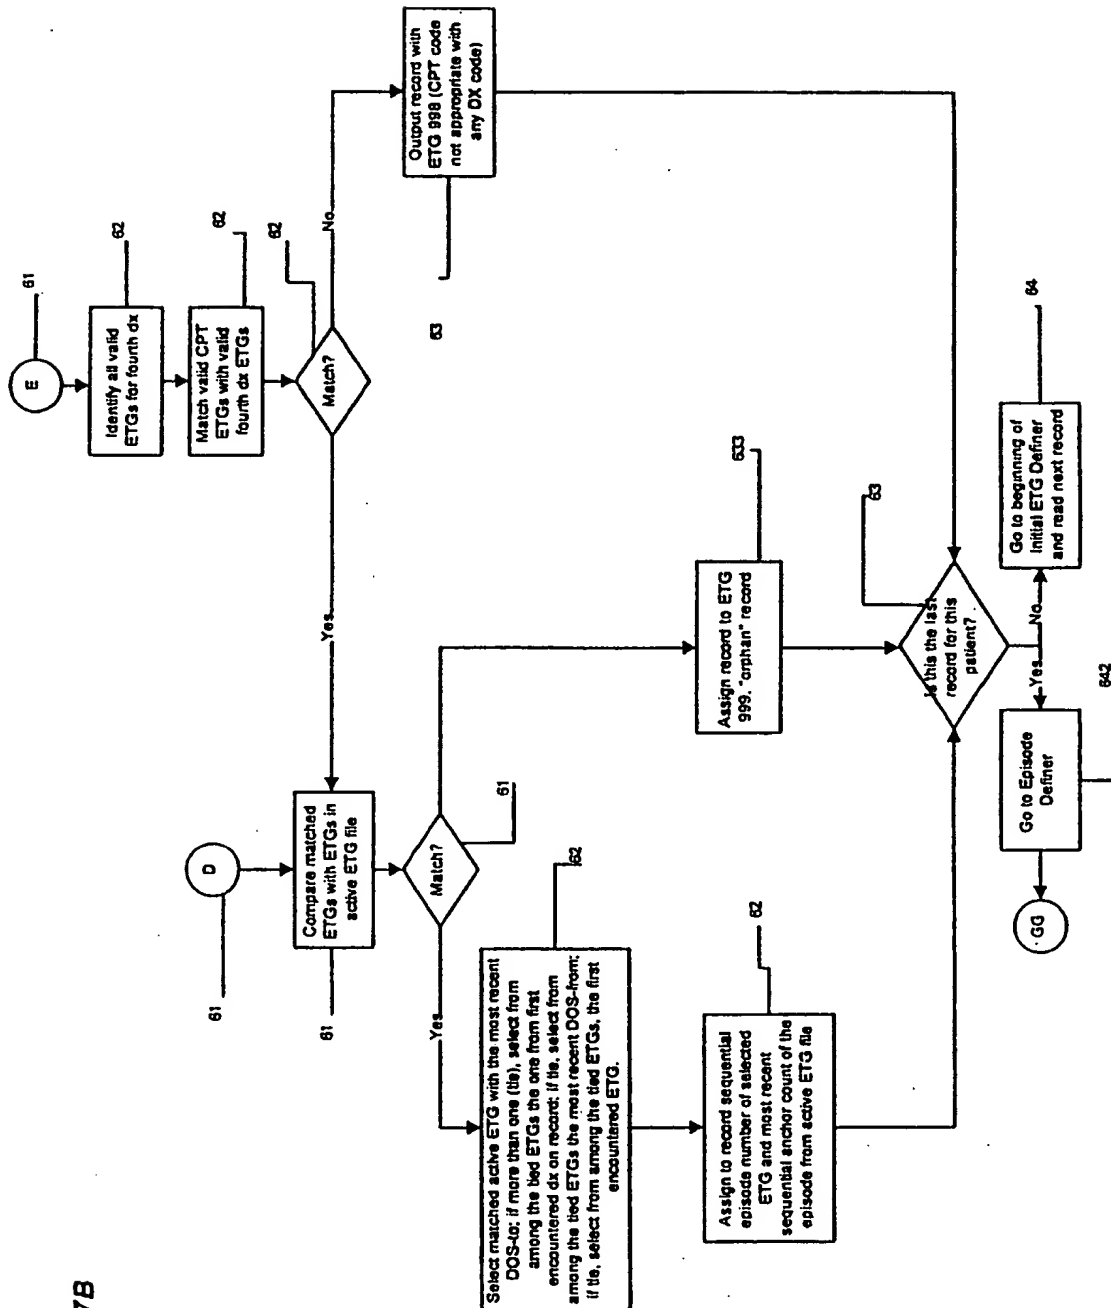 7B
E
61
Identify all valid
ETGs for fourth dx
62
Match valid CPT
ETGs with valid
fourth dx ETGs
62
Match?
62
No
Output record with
ETG 998 (CPT code
not appropriate with
any DX code)
63
Yes
D
61
Compare matched
ETGs with ETGs in
active ETG file
61
Match?
61
Yes
Select matched active ETG with the most recent
DOS-to; if more than one (tie), select from
among the tied ETGs the one from first
encountered dx on record; if tie, select from
among the tied ETGs the most recent DOS-from;
if tie, select from among the tied ETGs, the first
encountered ETG.
62
Assign to record sequential
episode number of selected
ETG and most recent
sequential anchor count of the
episode from active ETG file
62
Assign record to ETG
999, "orphan" record
633
Is this the last
record for this
patient?
63
No
Go to beginning of
Initial ETG Definer
and read next record
64
Yes
Go to Episode
Definer
642
GG